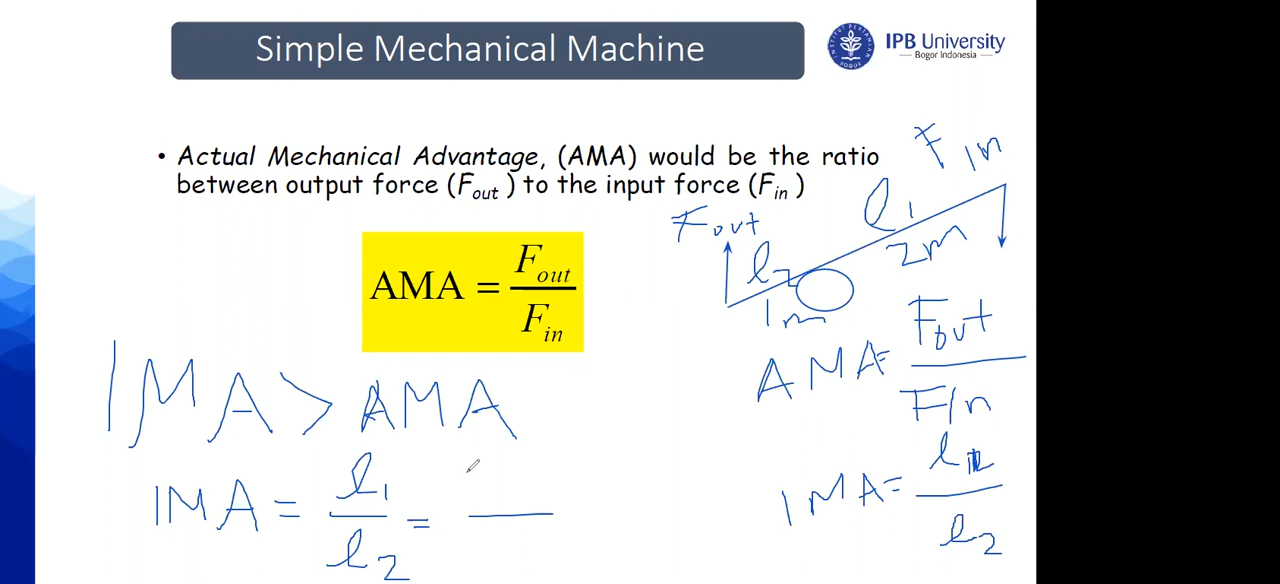 Simple Mechanical Machine
IPB University
Bogor Indonesia
• Actual Mechanical Advantage, (AMA) would be the ratio
between output force (Fout ) to the input force (Fin )
AMA = Fout / Fin
Fin
l1
2m
Fout
l2
1m
AMA = Fout / Fin
IMA > AMA
IMA = l1 / l2 =
IMA = l1 / l2